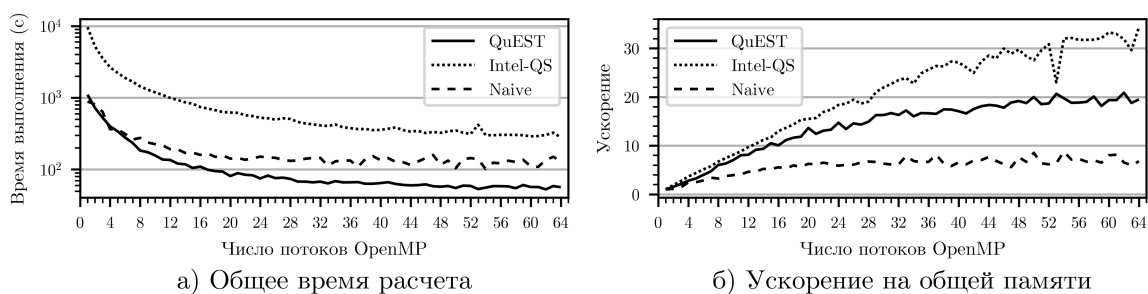 Время выполнения (с)
10⁴
10³
10²
QuEST
Intel-QS
Naive
0 4 8 12 16 20 24 28 32 36 40 44 48 52 56 60 64
Число потоков OpenMP
а) Общее время расчета
Ускорение
30
20
10
0
QuEST
Intel-QS
Naive
0 4 8 12 16 20 24 28 32 36 40 44 48 52 56 60 64
Число потоков OpenMP
б) Ускорение на общей памяти